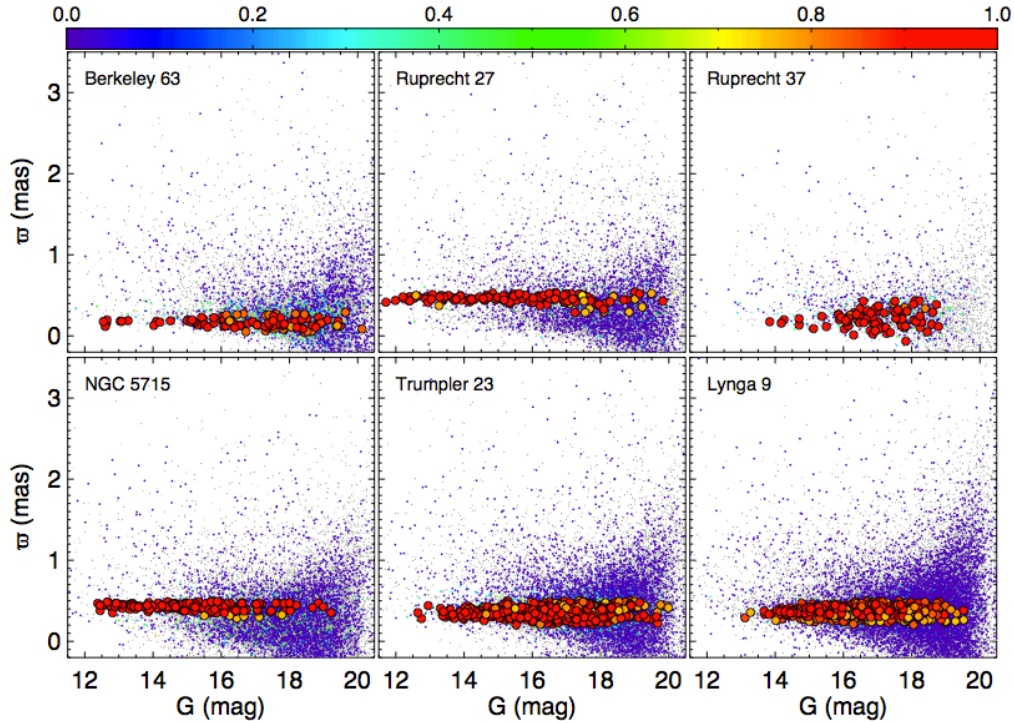 0.0 0.2 0.4 0.6 0.8 1.0
Berkeley 63 Ruprecht 27 Ruprecht 37
3
2
1
0
ϖ (mas)
NGC 5715 Trumpler 23 Lynga 9
3
2
1
0
ϖ (mas)
12 14 16 18 20 12 14 16 18 20 12 14 16 18 20
G (mag) G (mag) G (mag)